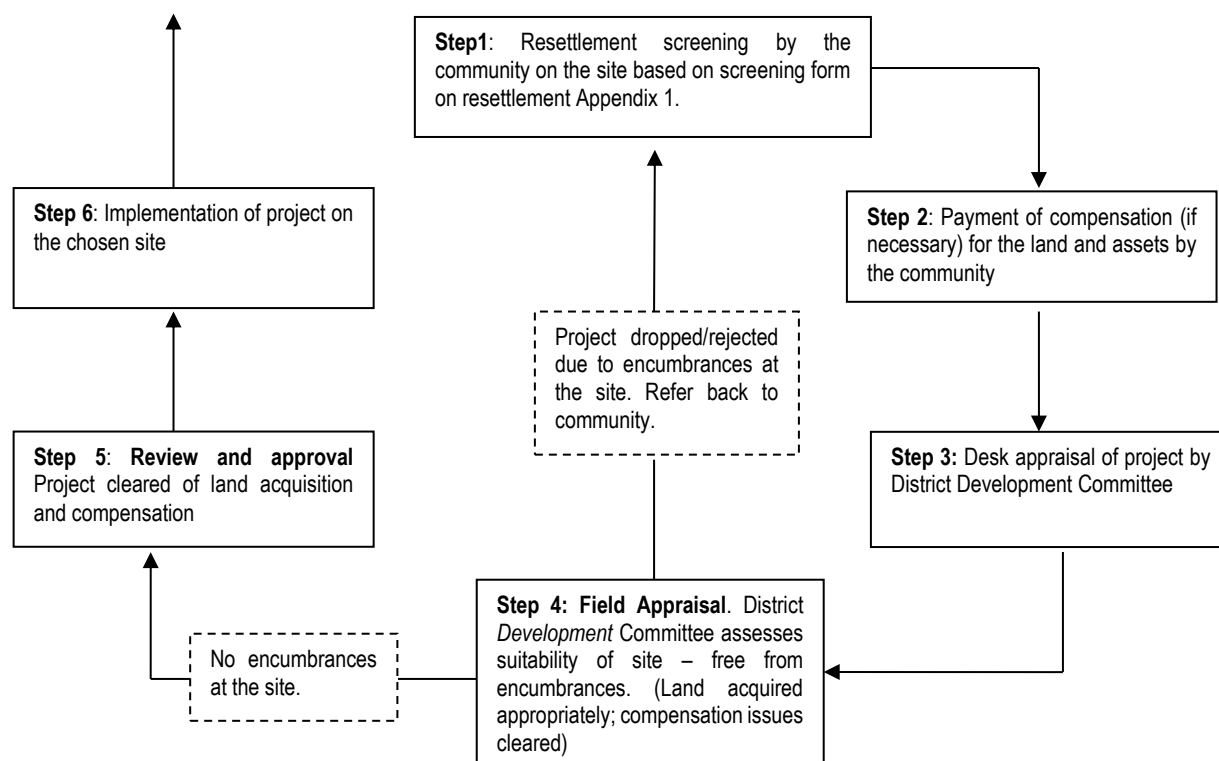 Step1: Resettlement screening by the
community on the site based on screening form
on resettlement Appendix 1.
Step 2: Payment of compensation (if
necessary) for the land and assets by
the community
Step 3: Desk appraisal of project by
District Development Committee
Step 4: Field Appraisal. District
Development Committee assesses
suitability of site – free from
encumbrances. (Land acquired
appropriately; compensation issues
cleared)
Project dropped/rejected
due to encumbrances at
the site. Refer back to
community.
No encumbrances
at the site.
Step 5: Review and approval
Project cleared of land acquisition
and compensation
Step 6: Implementation of project on
the chosen site